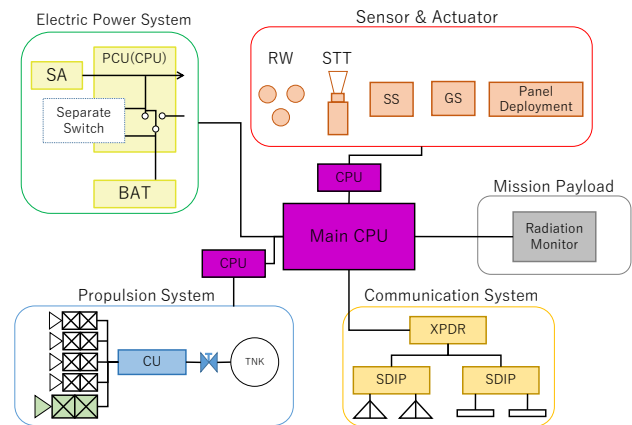 Electric Power System
SA
PCU(CPU)
Separate
Switch
BAT
Sensor & Actuator
RW
STT
SS
GS
Panel
Deployment
CPU
Main CPU
Mission Payload
Radiation
Monitor
CPU
Propulsion System
CU
TNK
Communication System
XPDR
SDIP
SDIP